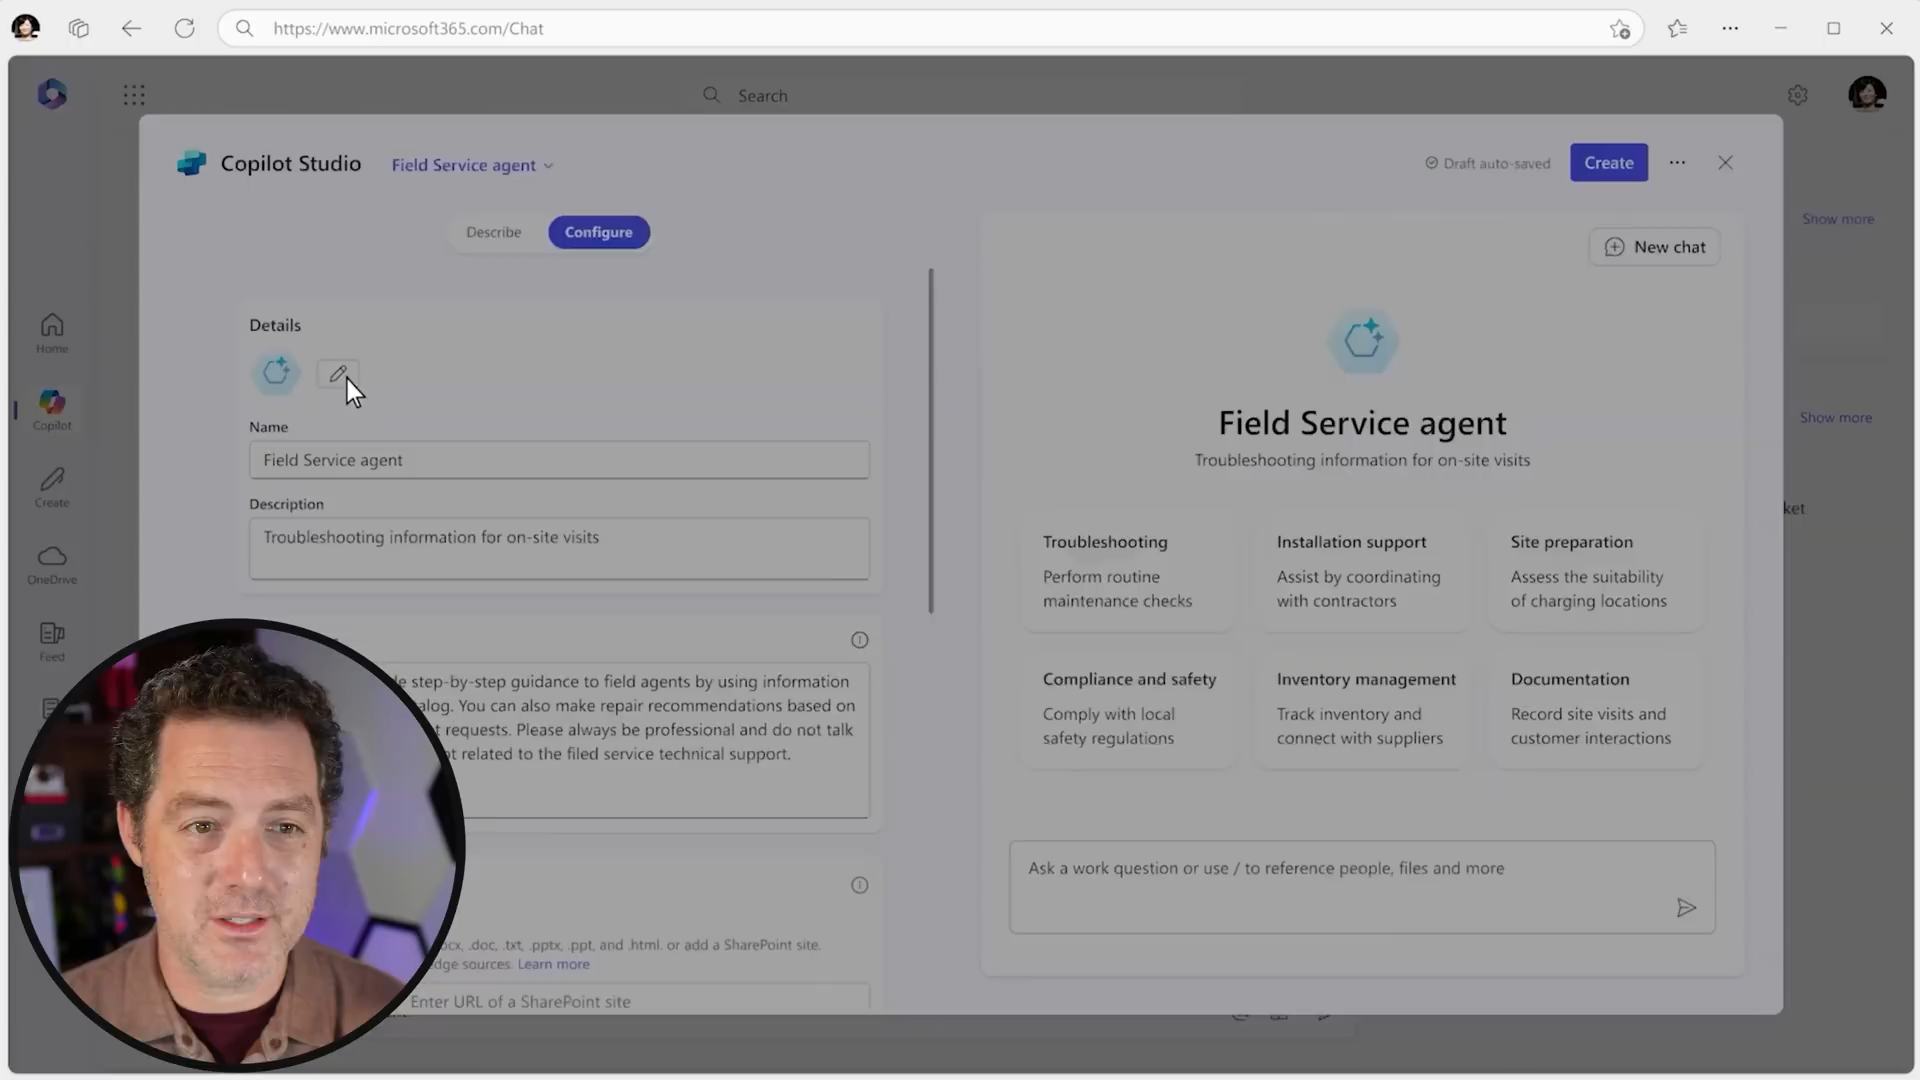 https://www.microsoft365.com/Chat
Search
Copilot Studio
Field Service agent
Draft auto-saved
Create
Describe
Configure
Show more
New chat
Home
Details
Copilot
Name
Field Service agent
Show more
Field Service agent
Troubleshooting information for on-site visits
Create
Description
Troubleshooting information for on-site visits
ket
OneDrive
Troubleshooting
Perform routine
maintenance checks
Installation support
Assist by coordinating
with contractors
Site preparation
Assess the suitability
of charging locations
Feed
step-by-step guidance to field agents by using information
alog. You can also make repair recommendations based on
t requests. Please always be professional and do not talk
ot related to the filed service technical support.
Compliance and safety
Comply with local
safety regulations
Inventory management
Track inventory and
connect with suppliers
Documentation
Record site visits and
customer interactions
Ask a work question or use / to reference people, files and more
ocx, .doc, .txt, .pptx, .ppt, and .html. or add a SharePoint site.
dge sources. Learn more
Enter URL of a SharePoint site